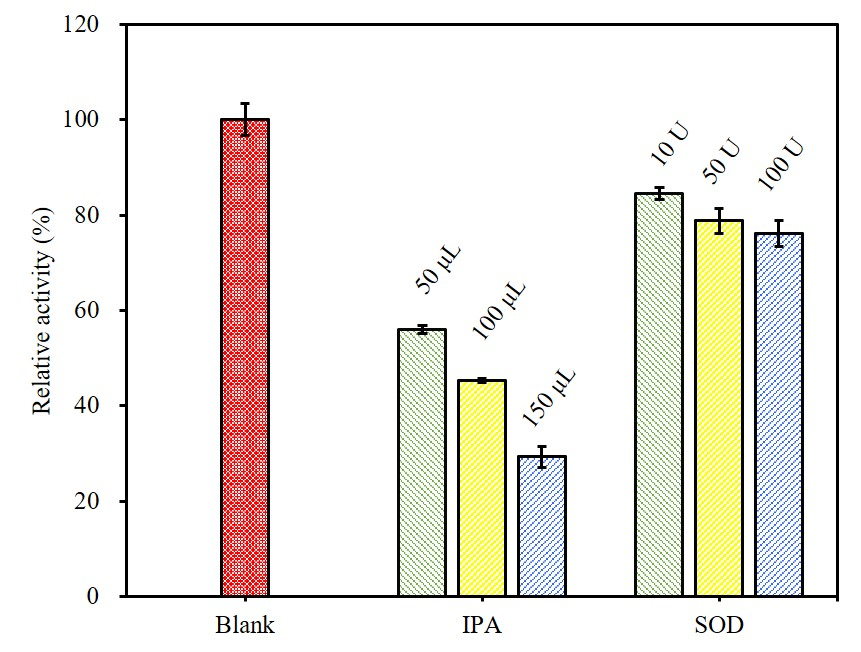 120
100
80
60
40
20
0
Relative activity (%)
50 μL
100 μL
150 μL
10 U
50 U
100 U
Blank
IPA
SOD